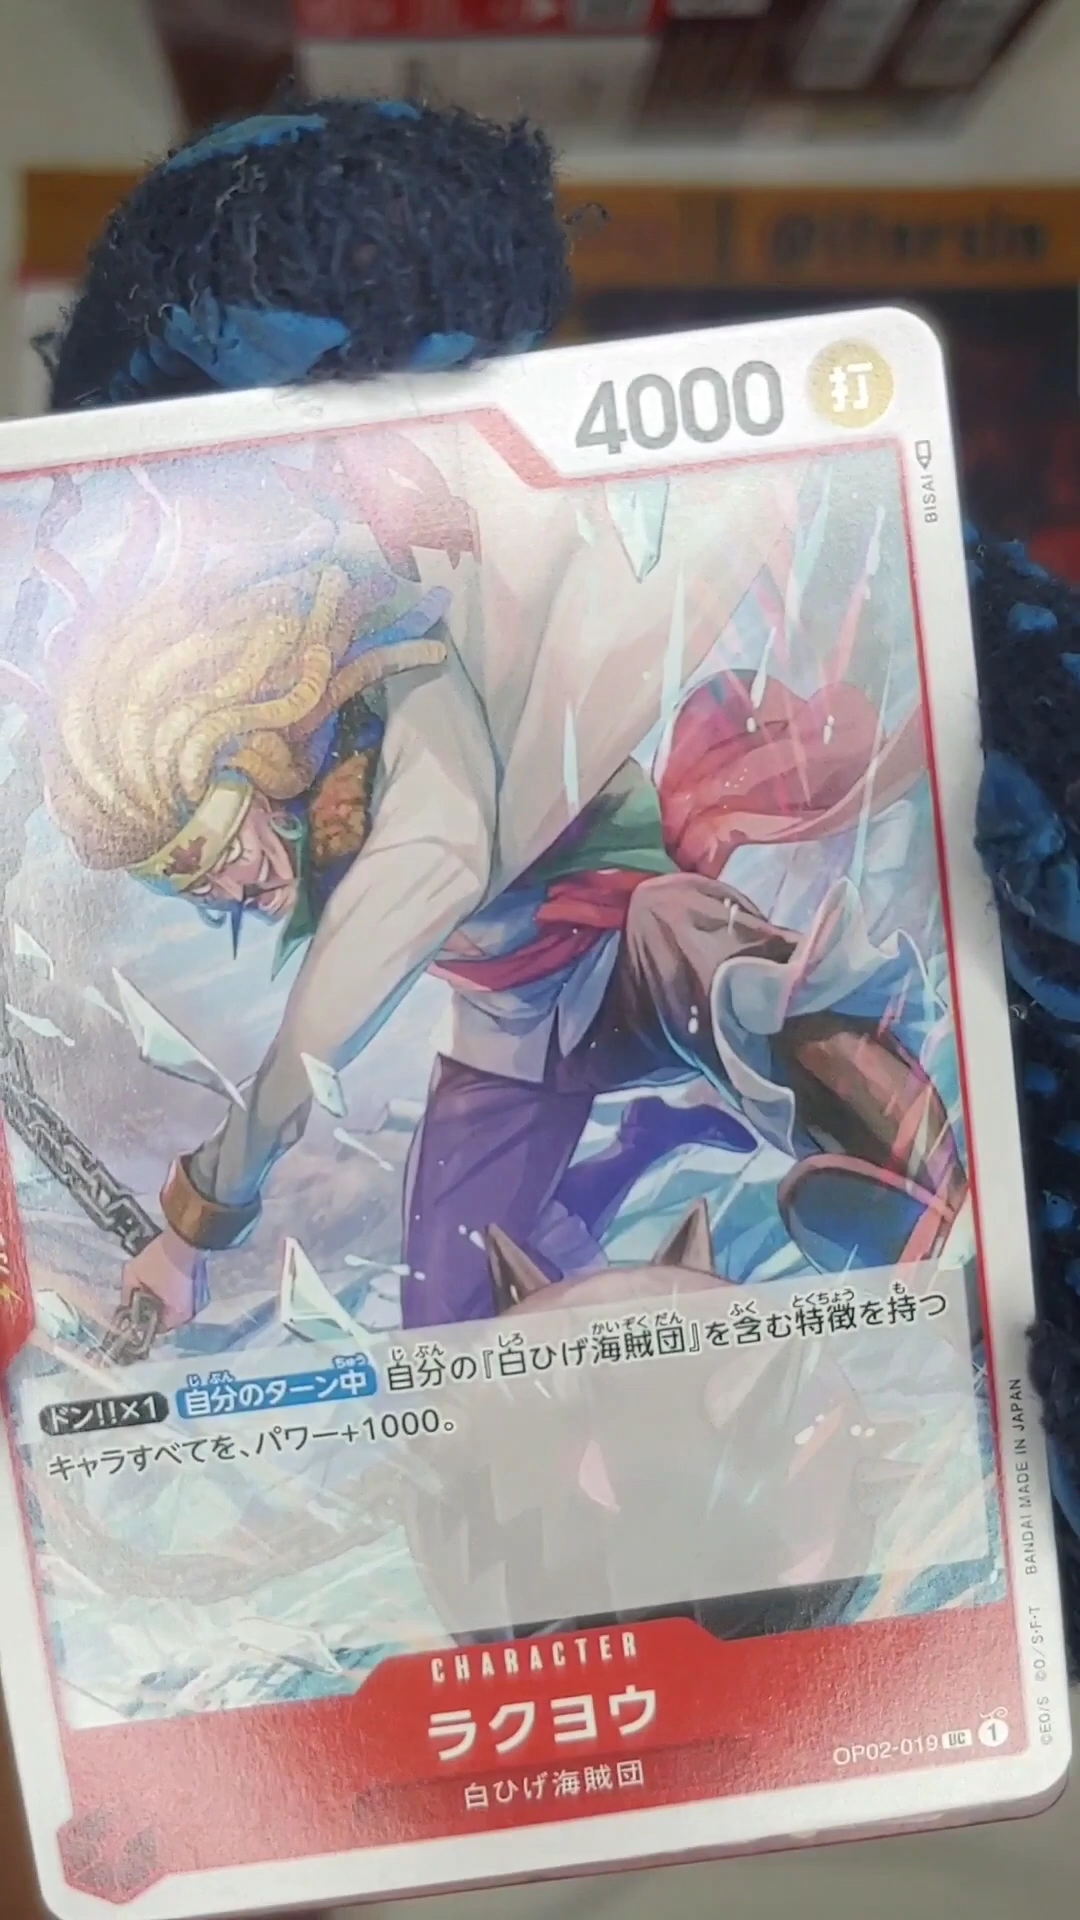 4000 打
BISAI
ドン!!×1 自分のターン中 自分の『白ひげ海賊団』を含む特徴を持つ
キャラすべてを、パワー+1000。
CHARACTER
ラクヨウ
白ひげ海賊団
OP02-019 UC 1
©EO/S ©O/S·F·T BANDAI MADE IN JAPAN